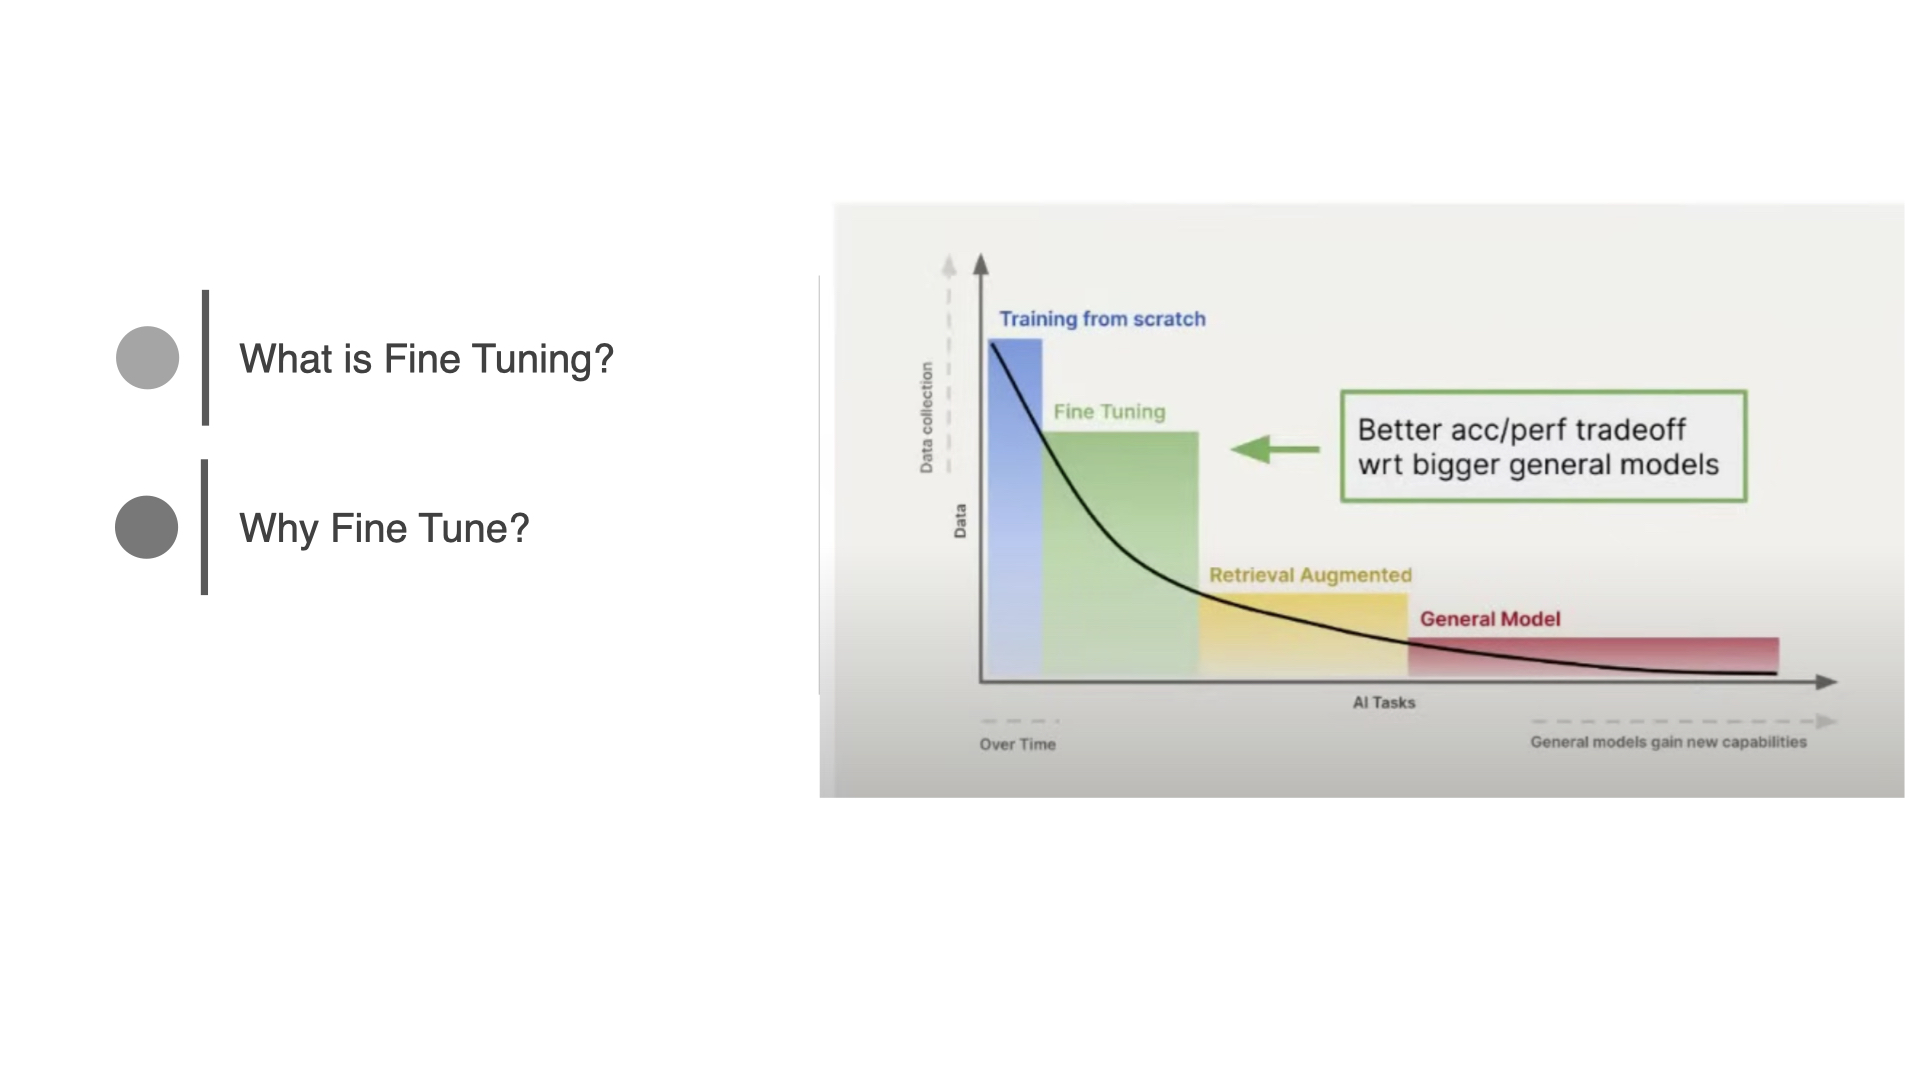 What is Fine Tuning?
Why Fine Tune?
Training from scratch
Fine Tuning
Better acc/perf tradeoff
wrt bigger general models
Retrieval Augmented
General Model
Data collection
Data
AI Tasks
Over Time
General models gain new capabilities